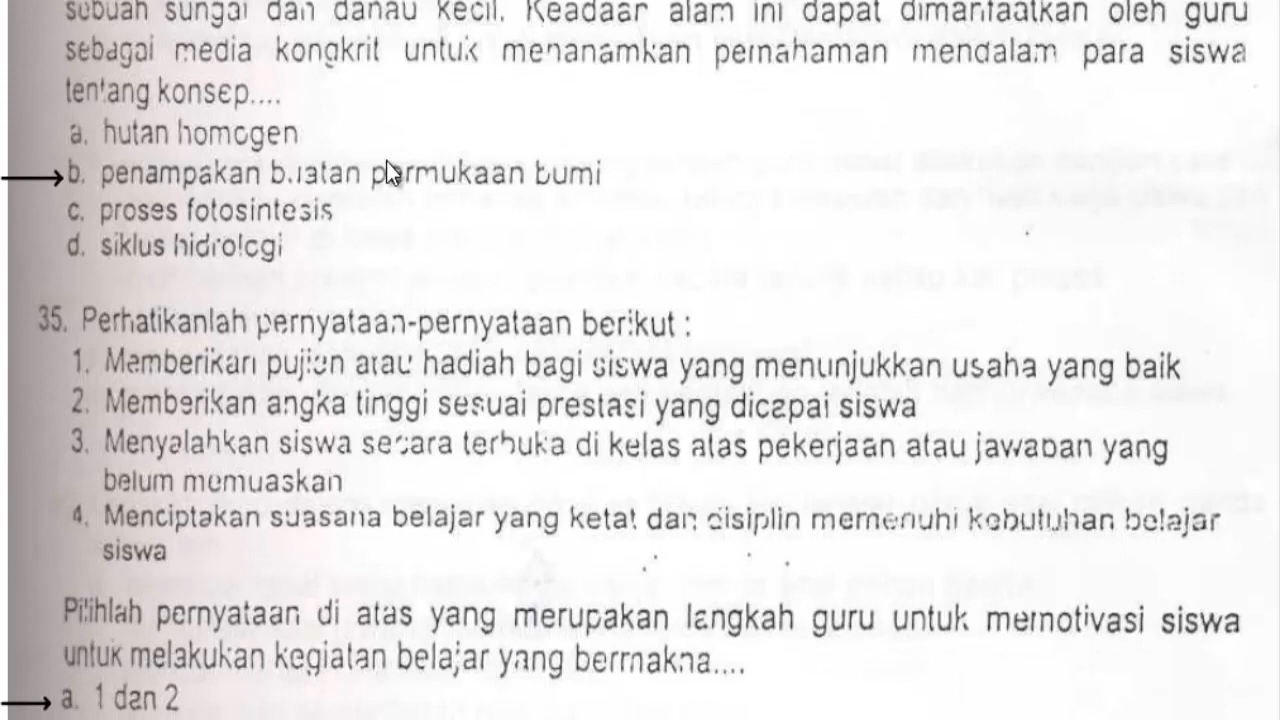 sebuah sungai dan danau kecil. Keadaan alam ini dapat dimanfaatkan oleh guru
sebagai media kongkrit untuk menanamkan pemahaman mendalam para siswa
tentang konsep....
a. hutan homogen
b. penampakan buatan permukaan bumi
c. proses fotosintesis
d. siklus hidrologi
35. Perhatikanlah pernyataan-pernyataan berikut :
1. Memberikan pujian atau hadiah bagi siswa yang menunjukkan usaha yang baik
2. Memberikan angka tinggi sesuai prestasi yang dicapai siswa
3. Menyalahkan siswa secara terbuka di kelas atas pekerjaan atau jawaban yang
belum memuaskan
4. Menciptakan suasana belajar yang ketat dan disiplin memenuhi kebutuhan belajar
siswa
Pilihlah pernyataan di atas yang merupakan langkah guru untuk memotivasi siswa
untuk melakukan kegiatan belajar yang bermakna....
a. 1 dan 2